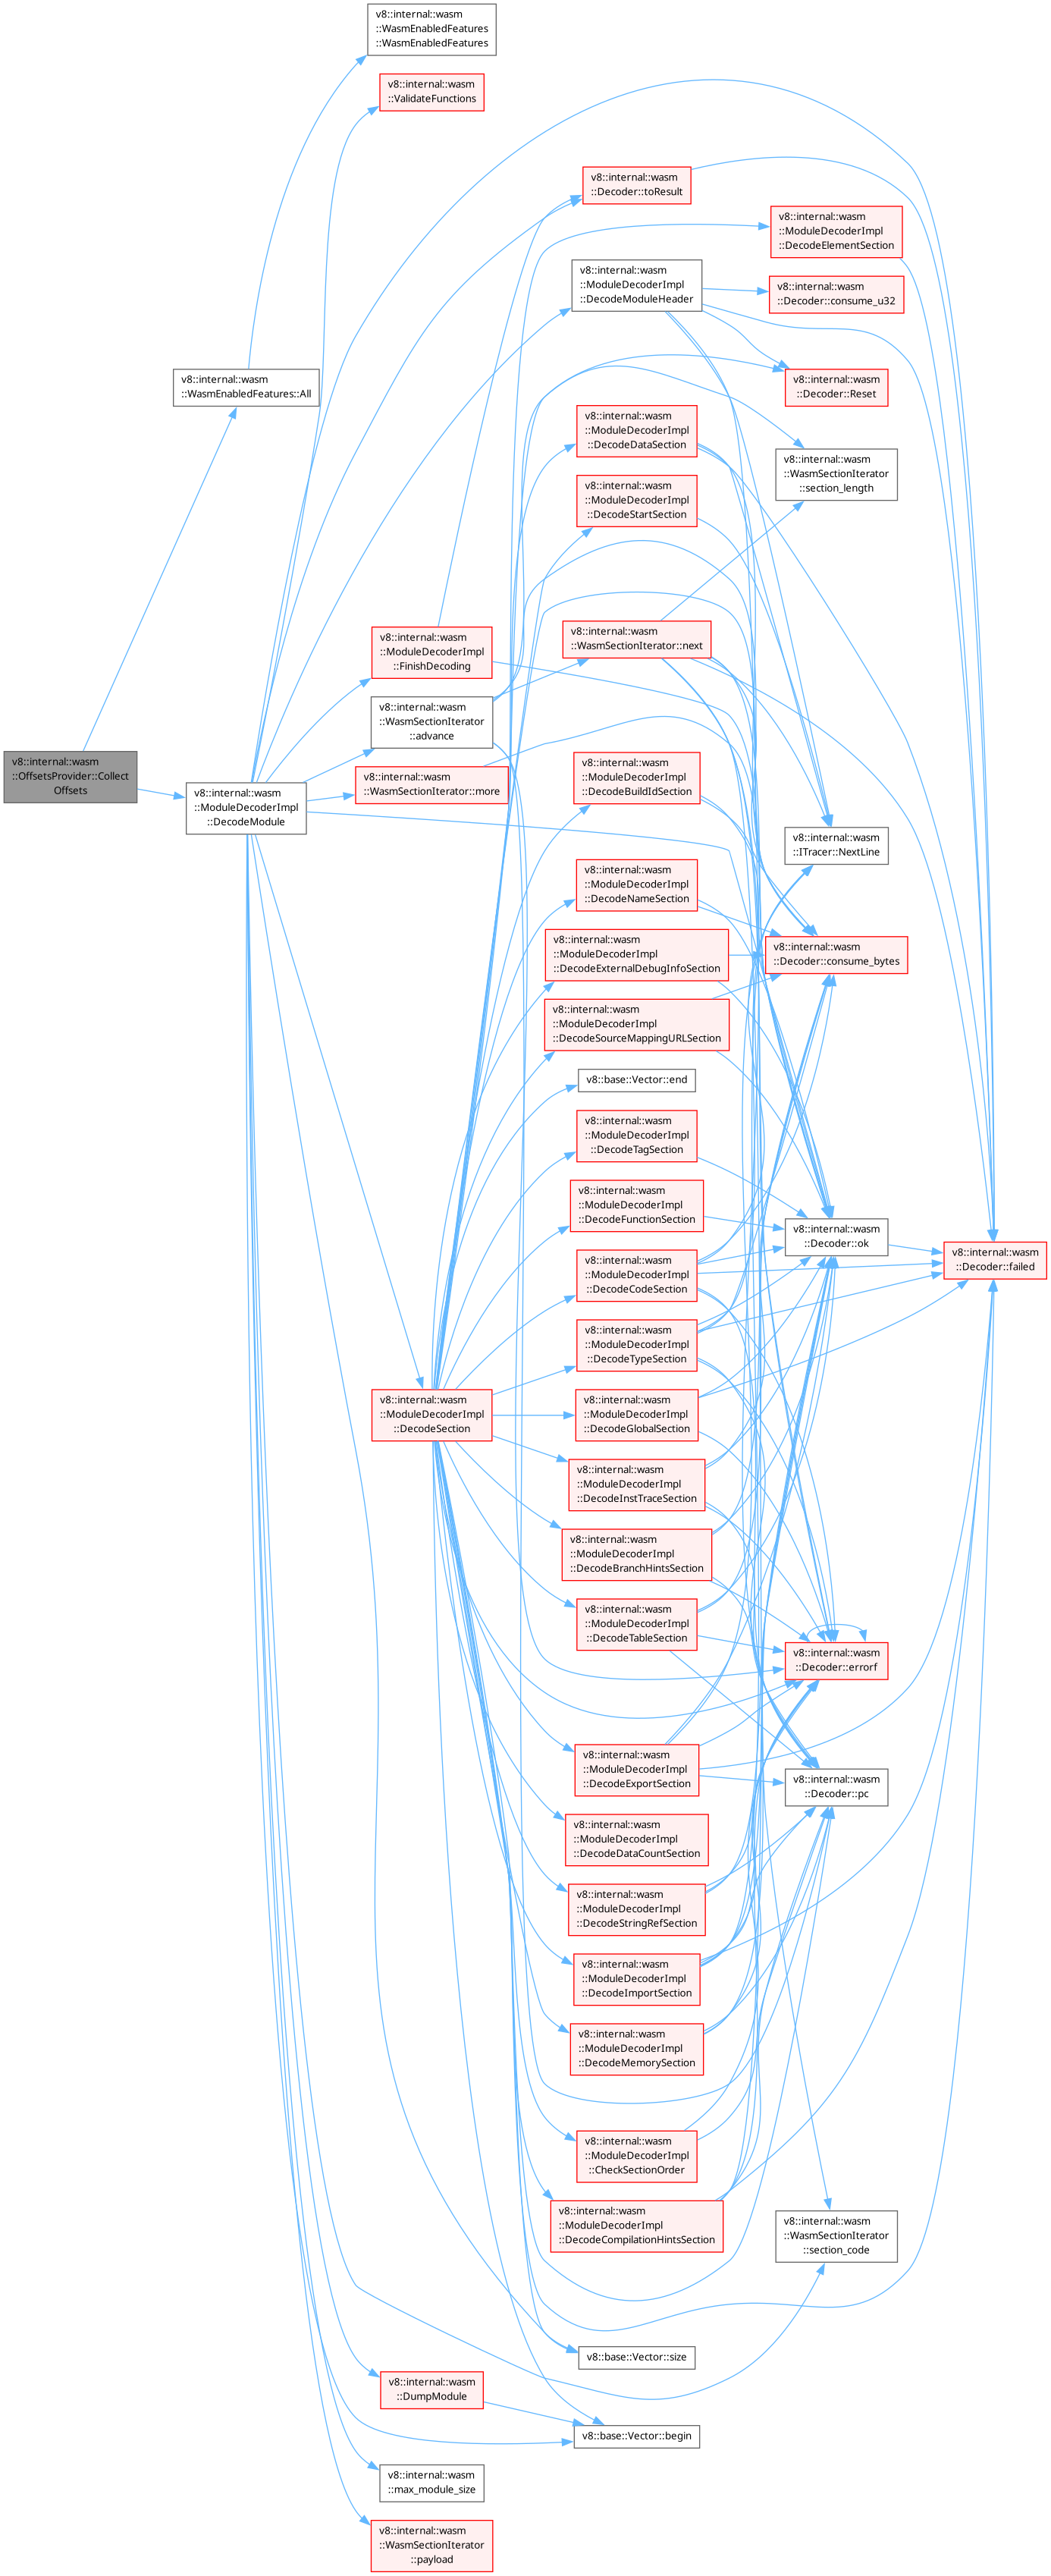 v8::internal::wasm
::WasmEnabledFeatures
::WasmEnabledFeatures
v8::internal::wasm
::ValidateFunctions
v8::internal::wasm
::Decoder::toResult
v8::internal::wasm
::ModuleDecoderImpl
::DecodeElementSection
v8::internal::wasm
::ModuleDecoderImpl
::DecodeModuleHeader
v8::internal::wasm
::Decoder::consume_u32
v8::internal::wasm
::WasmEnabledFeatures::All
v8::internal::wasm
::Decoder::Reset
v8::internal::wasm
::ModuleDecoderImpl
::DecodeDataSection
v8::internal::wasm
::WasmSectionIterator
::section_length
v8::internal::wasm
::ModuleDecoderImpl
::DecodeStartSection
v8::internal::wasm
::ModuleDecoderImpl
::FinishDecoding
v8::internal::wasm
::WasmSectionIterator::next
v8::internal::wasm
::WasmSectionIterator
::advance
v8::internal::wasm
::OffsetsProvider::Collect
Offsets
v8::internal::wasm
::ModuleDecoderImpl
::DecodeModule
v8::internal::wasm
::WasmSectionIterator::more
v8::internal::wasm
::ModuleDecoderImpl
::DecodeBuildIdSection
v8::internal::wasm
::ITracer::NextLine
v8::internal::wasm
::ModuleDecoderImpl
::DecodeNameSection
v8::internal::wasm
::ModuleDecoderImpl
::DecodeExternalDebugInfoSection
v8::internal::wasm
::Decoder::consume_bytes
v8::internal::wasm
::ModuleDecoderImpl
::DecodeSourceMappingURLSection
v8::base::Vector::end
v8::internal::wasm
::ModuleDecoderImpl
::DecodeTagSection
v8::internal::wasm
::ModuleDecoderImpl
::DecodeFunctionSection
v8::internal::wasm
::Decoder::ok
v8::internal::wasm
::Decoder::failed
v8::internal::wasm
::ModuleDecoderImpl
::DecodeCodeSection
v8::internal::wasm
::ModuleDecoderImpl
::DecodeTypeSection
v8::internal::wasm
::ModuleDecoderImpl
::DecodeSection
v8::internal::wasm
::ModuleDecoderImpl
::DecodeGlobalSection
v8::internal::wasm
::ModuleDecoderImpl
::DecodeInstTraceSection
v8::internal::wasm
::ModuleDecoderImpl
::DecodeBranchHintsSection
v8::internal::wasm
::ModuleDecoderImpl
::DecodeTableSection
v8::internal::wasm
::Decoder::errorf
v8::internal::wasm
::ModuleDecoderImpl
::DecodeExportSection
v8::internal::wasm
::Decoder::pc
v8::internal::wasm
::ModuleDecoderImpl
::DecodeDataCountSection
v8::internal::wasm
::ModuleDecoderImpl
::DecodeStringRefSection
v8::internal::wasm
::ModuleDecoderImpl
::DecodeImportSection
v8::internal::wasm
::ModuleDecoderImpl
::DecodeMemorySection
v8::internal::wasm
::ModuleDecoderImpl
::CheckSectionOrder
v8::internal::wasm
::ModuleDecoderImpl
::DecodeCompilationHintsSection
v8::internal::wasm
::WasmSectionIterator
::section_code
v8::base::Vector::size
v8::internal::wasm
::DumpModule
v8::base::Vector::begin
v8::internal::wasm
::max_module_size
v8::internal::wasm
::WasmSectionIterator
::payload